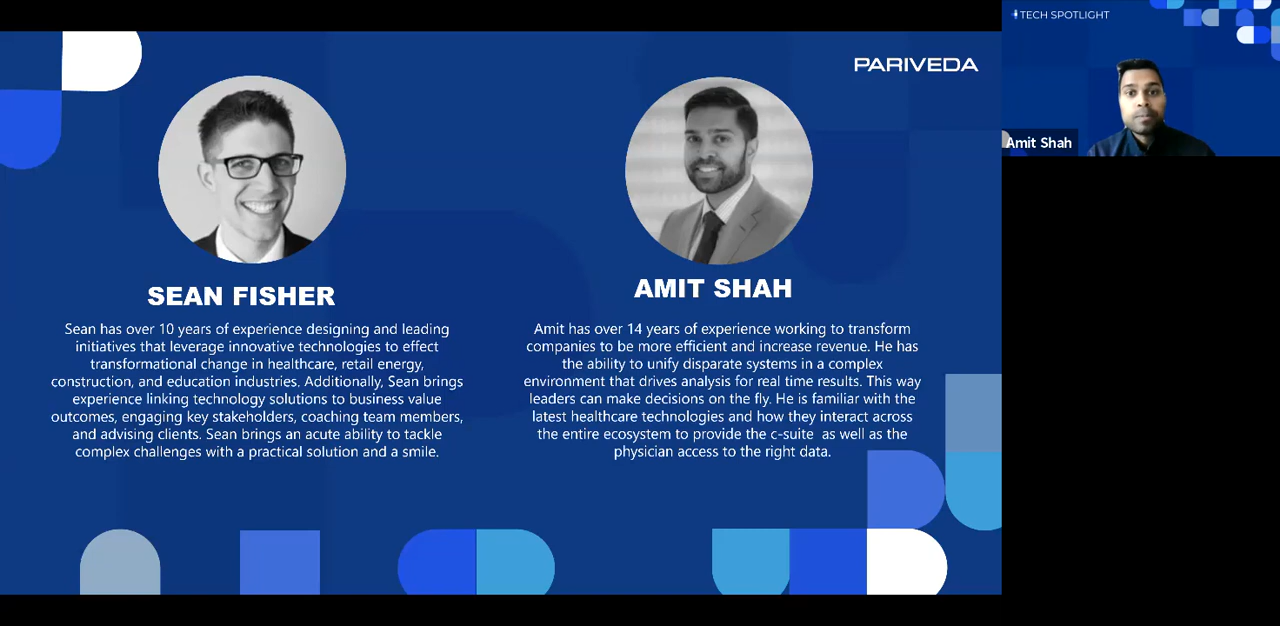 PARIVEDA
SEAN FISHER
Sean has over 10 years of experience designing and leading
initiatives that leverage innovative technologies to effect
transformational change in healthcare, retail energy,
construction, and education industries. Additionally, Sean brings
experience linking technology solutions to business value
outcomes, engaging key stakeholders, coaching team members,
and advising clients. Sean brings an acute ability to tackle
complex challenges with a practical solution and a smile.
AMIT SHAH
Amit has over 14 years of experience working to transform
companies to be more efficient and increase revenue. He has
the ability to unify disparate systems in a complex
environment that drives analysis for real time results. This way
leaders can make decisions on the fly. He is familiar with the
latest healthcare technologies and how they interact across
the entire ecosystem to provide the c-suite  as well as the
physician access to the right data.
TECH SPOTLIGHT
Amit Shah